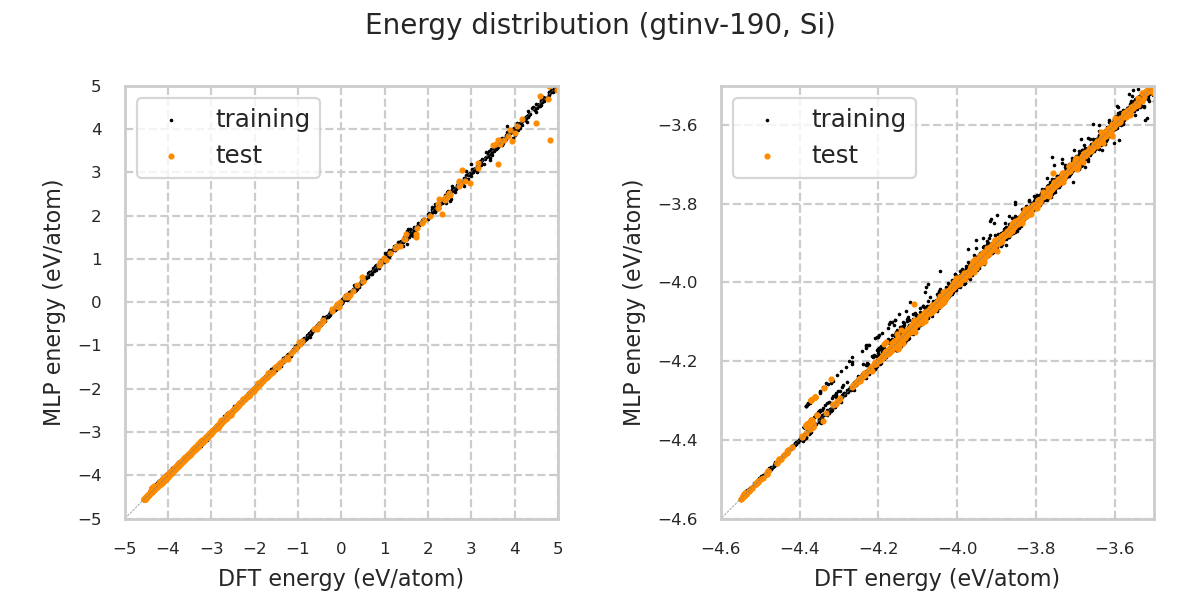 Energy distribution (gtinv-190, Si)
training
test
5
4
3
2
1
0
−1
−2
−3
−4
−5
−5 −4 −3 −2 −1 0 1 2 3 4 5
DFT energy (eV/atom)
MLP energy (eV/atom)
training
test
−3.6
−3.8
−4.0
−4.2
−4.4
−4.6
−4.6 −4.4 −4.2 −4.0 −3.8 −3.6
DFT energy (eV/atom)
MLP energy (eV/atom)